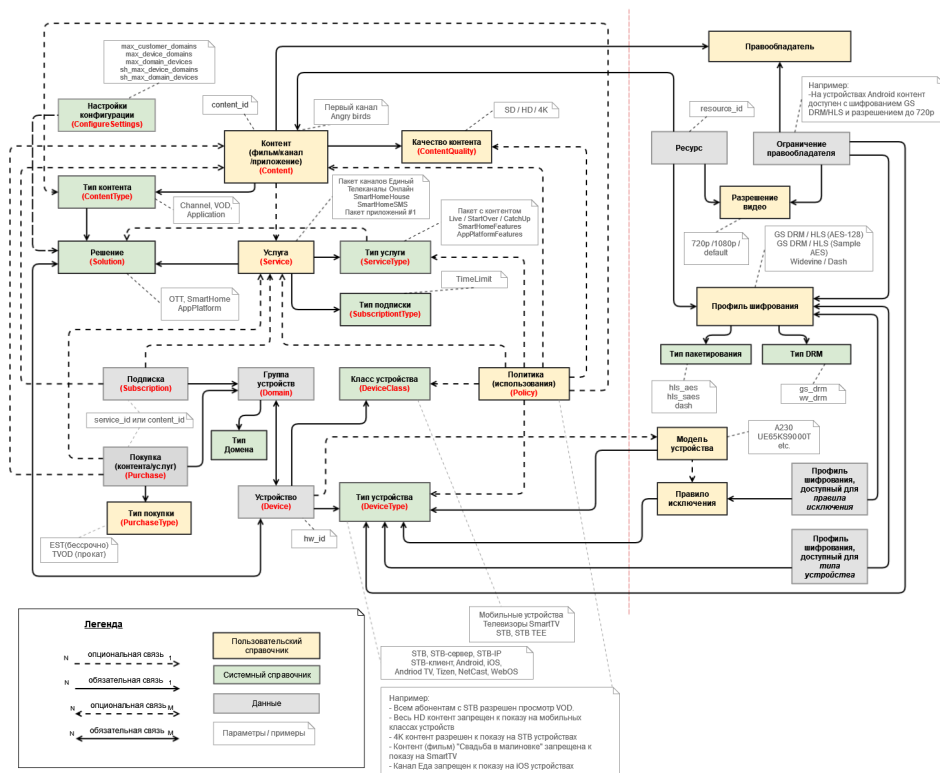 max_customer_domains
max_device_domains
max_domain_devices
sh_max_device_domains
sh_max_domain_devices
Настройки
конфигурации
(ConfigureSettings)
content_id
Первый канал
Angry birds
SD / HD / 4K
Контент
(фильм/канал
/приложение)
(Content)
Качество контента
(ContentQuality)
Тип контента
(ContentType)
Channel, VOD,
Application
Пакет каналов Единый
Телеканалы Онлайн
SmartHomeHouse
SmartHomeSMS
Пакет приложений #1
Пакет с контентом
Live / StartOver / CatchUp
SmartHomeFeatures
AppPlatformFeatures
Решение
(Solution)
Услуга
(Service)
Тип услуги
(ServiceType)
OTT, SmartHome
AppPlatform
TimeLimit
Тип подписки
(SubscriptiontType)
Подписка
(Subscription)
Группа
устройств
(Domain)
Класс устройства
(DeviceClass)
Политика
(использования)
(Policy)
service_id или content_id
Тип
Домена
Покупка
(контента/услуг)
(Purchase)
Устройство
(Device)
Тип устройства
(DeviceType)
Тип покупки
(PurchaseType)
hw_id
EST(бессрочно)
TVOD (прокат)
Правообладатель
Например:
-На устройствах Android контент
доступен с шифрованием GS
DRM/HLS и разрешением до 720p
resource_id
Ресурс
Ограничение
правообладателя
Разрешение
видео
720p /1080p /
default
GS DRM / HLS (AES-128)
GS DRM / HLS (Sample
AES)
Widevine / Dash
Профиль шифрования
Тип пакетирования
Тип DRM
hls_aes
hls_saes
dash
gs_drm
wv_drm
Модель
устройства
A230
UE65KS9000T
etc.
Правило
исключения
Профиль
шифрования,
доступный для
правила
исключения
Профиль
шифрования,
доступный для
типа
устройства
Мобильные устройства
Телевизоры SmartTV
STB, STB TEE
STB, STB-сервер, STB-IP
STB-клиент, Android, iOS,
Andriod TV, Tizen, NetCast, WebOS
Например:
- Всем абонентам с STB разрешен просмотр VOD.
- Весь HD контент запрещен к показу на мобильных
классах устройств
- 4K контент разрешен к показу на STB устройствах
- Контент (фильм) "Свадьба в малиновке" запрещена к
показу на SmartTV
- Канал Еда запрещен к показу на iOS устройствах
Легенда
N опциональная связь 1
N обязательная связь 1
N опциональная связь M
N обязательная связь M
Пользовательский
справочник
Системный справочник
Данные
Параметры / примеры